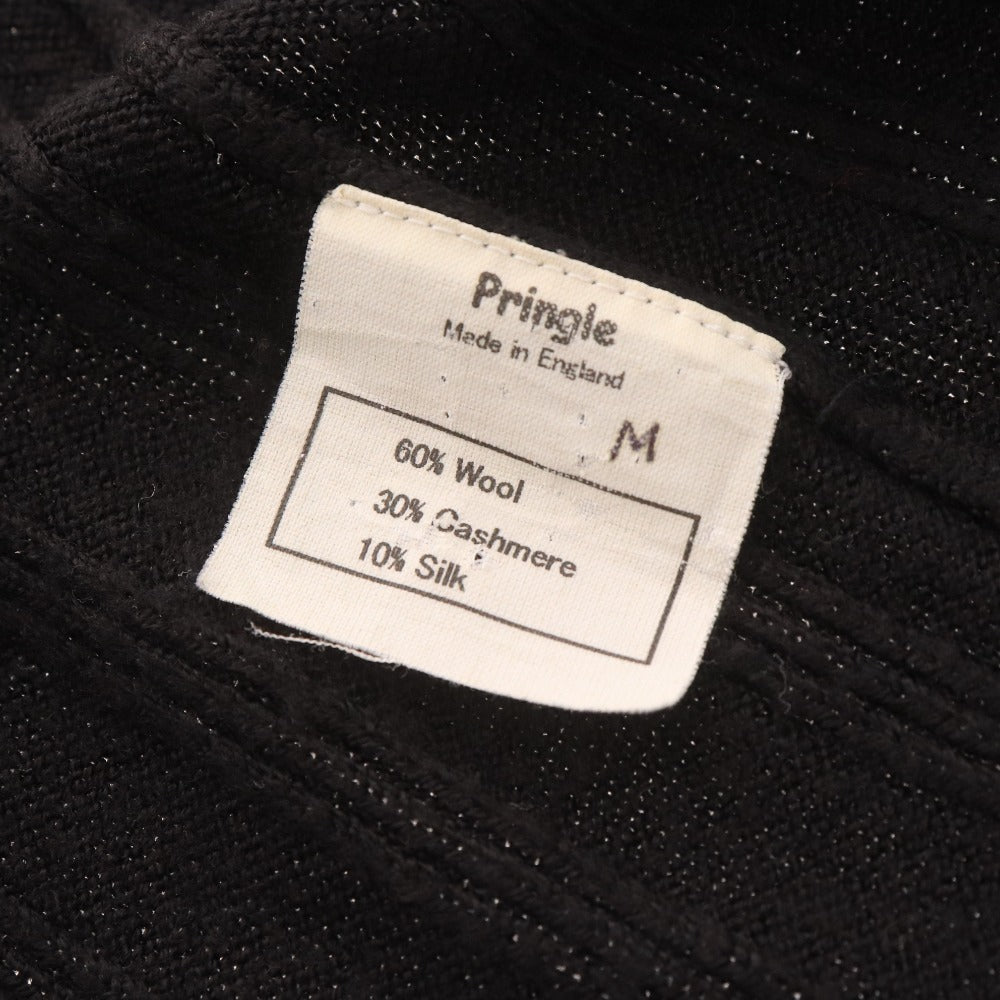 Pringle
Made in England
M
60% Wool
30% Cashmere
10% Silk